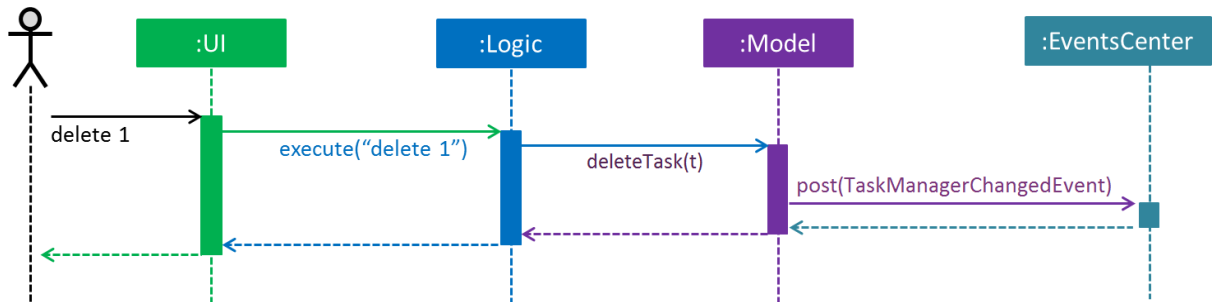 :UI
:Logic
:Model
:EventsCenter
delete 1
execute(“delete 1”)
deleteTask(t)
post(TaskManagerChangedEvent)